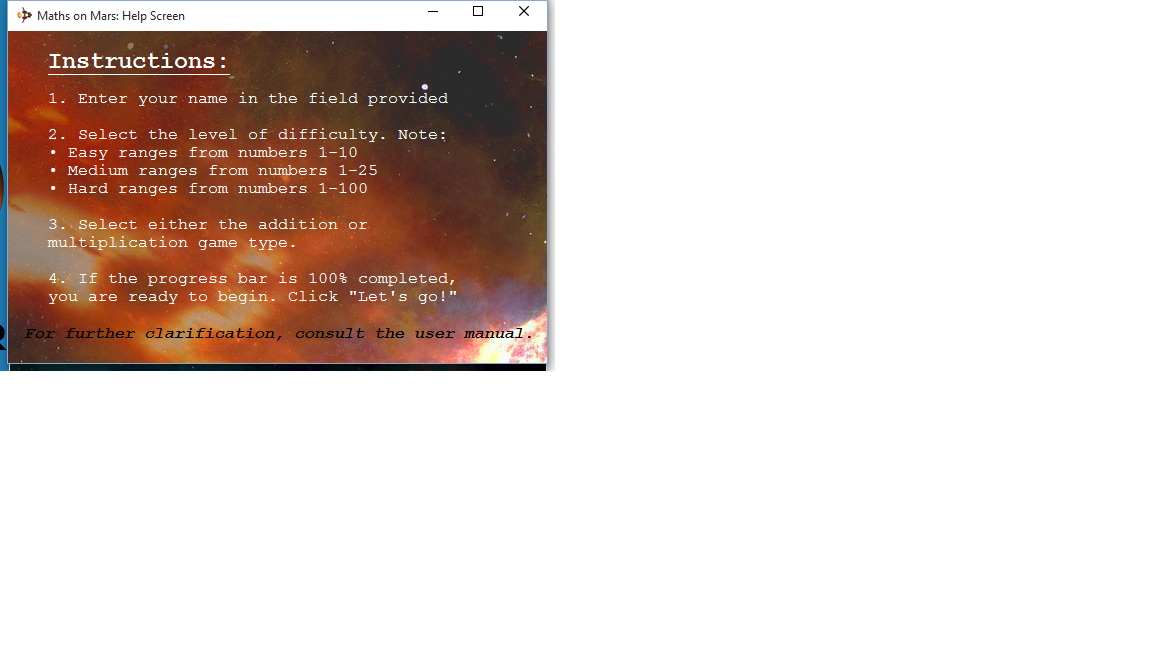 Maths on Mars: Help Screen
Instructions:
1. Enter your name in the field provided
2. Select the level of difficulty. Note:
• Easy ranges from numbers 1-10
• Medium ranges from numbers 1-25
• Hard ranges from numbers 1-100
3. Select either the addition or
multiplication game type.
4. If the progress bar is 100% completed,
you are ready to begin. Click "Let's go!"
For further clarification, consult the user manual.